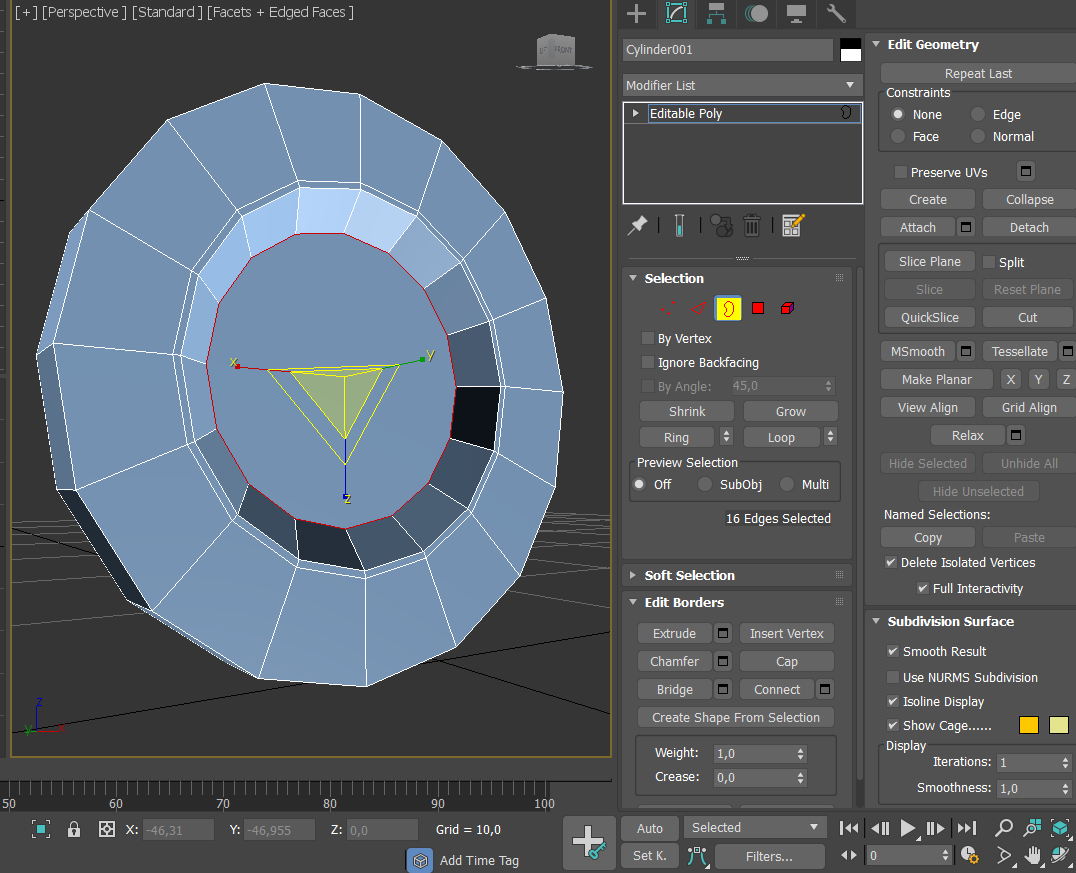 [+] [Perspective ] [Standard ] [Facets + Edged Faces ]
FRONT
x
y
z
z
y
x
50 60 70 80 90 100
X: -46,31 Y: -46,955 Z: 0,0 Grid = 10,0
Add Time Tag
Cylinder001
Modifier List
Editable Poly
Selection
By Vertex
Ignore Backfacing
By Angle: 45,0
Shrink Grow
Ring Loop
Preview Selection
Off SubObj Multi
16 Edges Selected
Soft Selection
Edit Borders
Extrude Insert Vertex
Chamfer Cap
Bridge Connect
Create Shape From Selection
Weight: 1,0
Crease: 0,0
Edit Geometry
Repeat Last
Constraints
None Edge
Face Normal
Preserve UVs
Create Collapse
Attach Detach
Slice Plane Split
Slice Reset Plane
QuickSlice Cut
MSmooth Tessellate
Make Planar X Y Z
View Align Grid Align
Relax
Hide Selected Unhide All
Hide Unselected
Named Selections:
Copy Paste
Delete Isolated Vertices
Full Interactivity
Subdivision Surface
Smooth Result
Use NURMS Subdivision
Isoline Display
Show Cage......
Display
Iterations: 1
Smoothness: 1,0
Auto Selected
Set K. Filters... 0